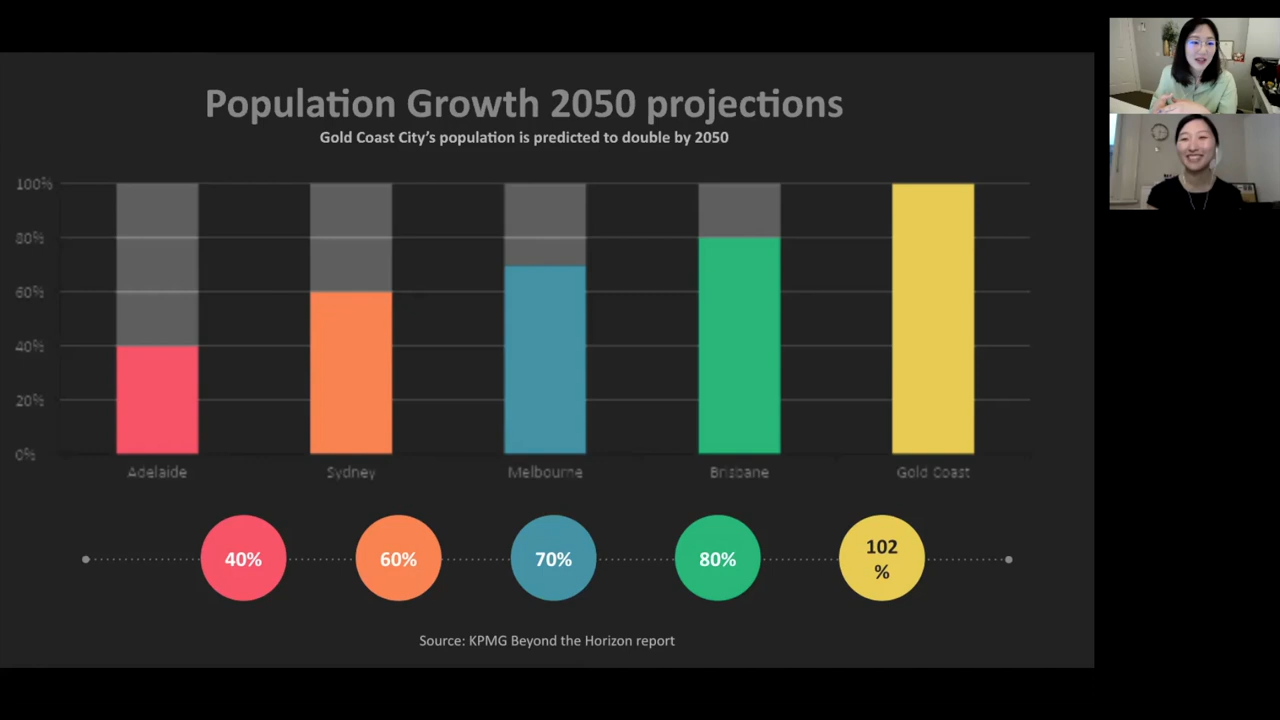 Population Growth 2050 projections
Gold Coast City's population is predicted to double by 2050
100%
80%
60%
40%
20%
0%
Adelaide Sydney Melbourne Brisbane Gold Coast
40% 60% 70% 80% 102
%
Source: KPMG Beyond the Horizon report